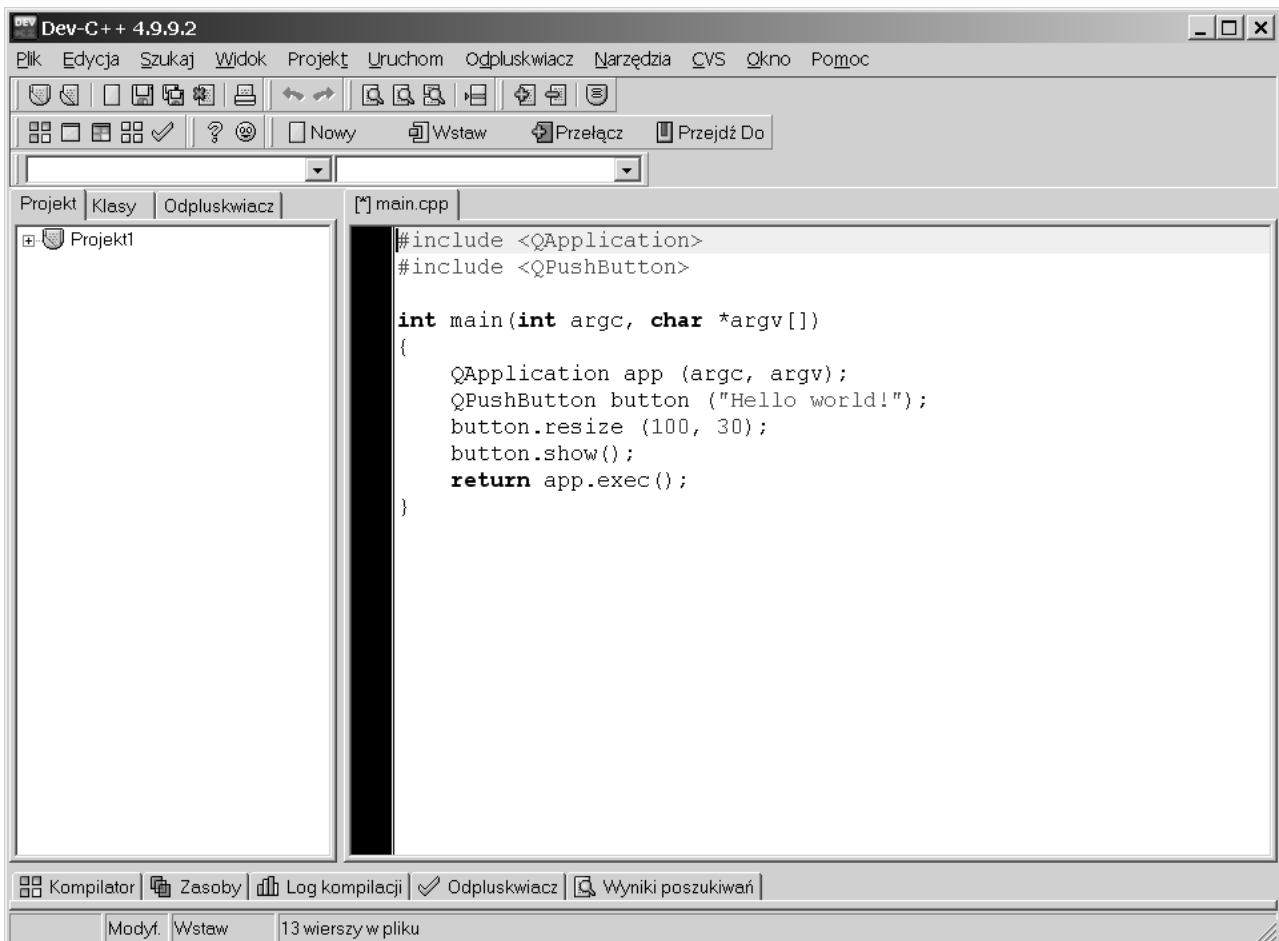 Dev-C++ 4.9.9.2
Plik Edycja Szukaj Widok Projekt Uruchom Odpluskwiacz Narzędzia CVS Okno Pomoc
Nowy Wstaw Przełącz Przejdź Do
Projekt Klasy Odpluskwiacz
[*] main.cpp
Projekt1
#include <QApplication>
#include <QPushButton>
int main(int argc, char *argv[])
{
    QApplication app (argc, argv);
    QPushButton button ("Hello world!");
    button.resize (100, 30);
    button.show();
    return app.exec();
}
Kompilator Zasoby Log kompilacji Odpluskwiacz Wyniki poszukiwań
Modyf. Wstaw 13 wierszy w pliku